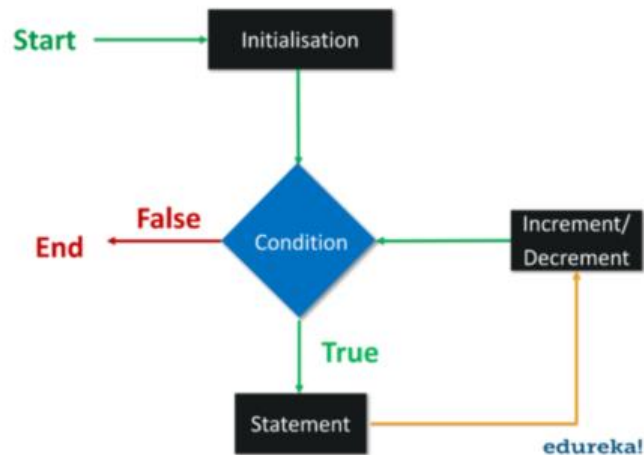 Start
Initialisation
False
End
Condition
Increment/
Decrement
True
Statement
edureka!